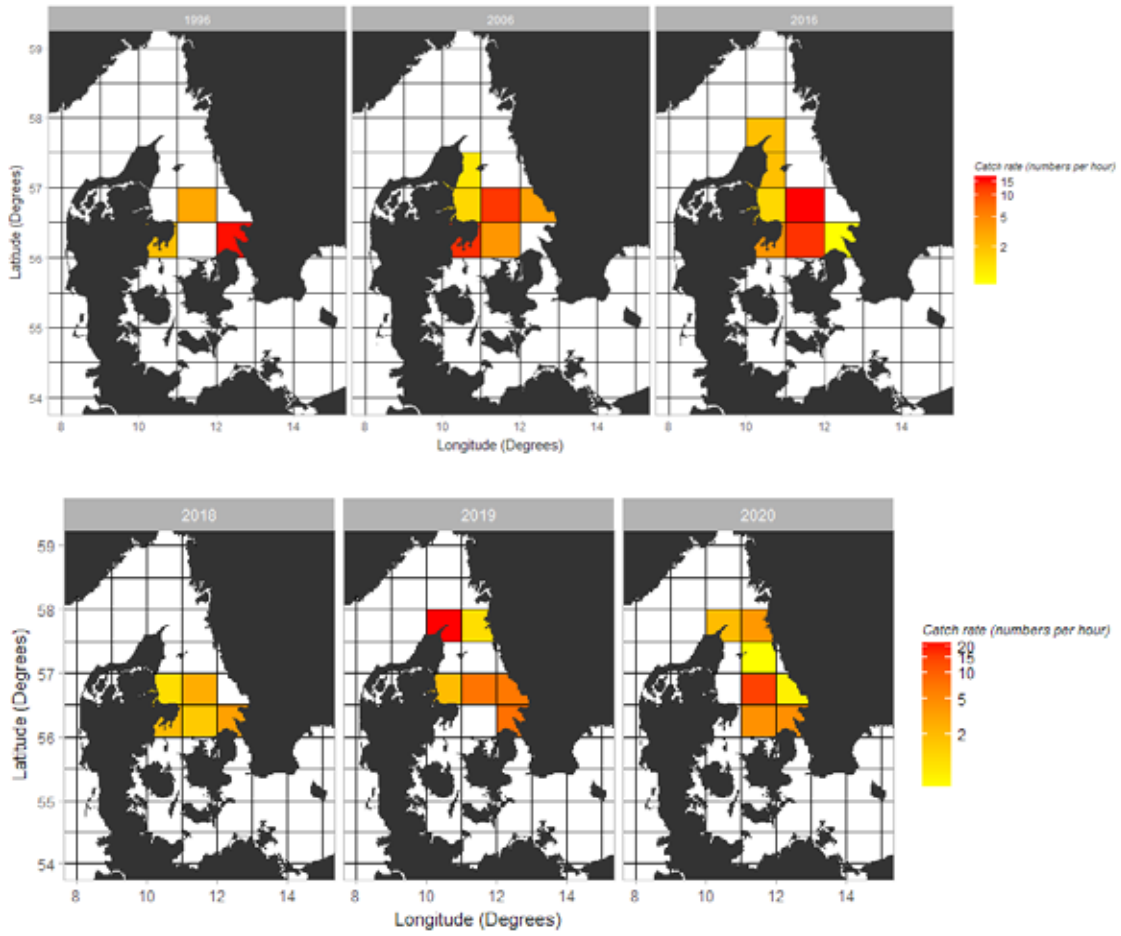 1996 2006 2016
59
58
57
56
55
54
Latitude (Degrees)
8 10 12 14 8 10 12 14 8 10 12 14
Longitude (Degrees)
Catch rate (numbers per hour)
15
10
5
2
2018 2019 2020
59
58
57
56
55
54
Latitude (Degrees)
8 10 12 14 8 10 12 14 8 10 12 14
Longitude (Degrees)
Catch rate (numbers per hour)
20
15
10
5
2